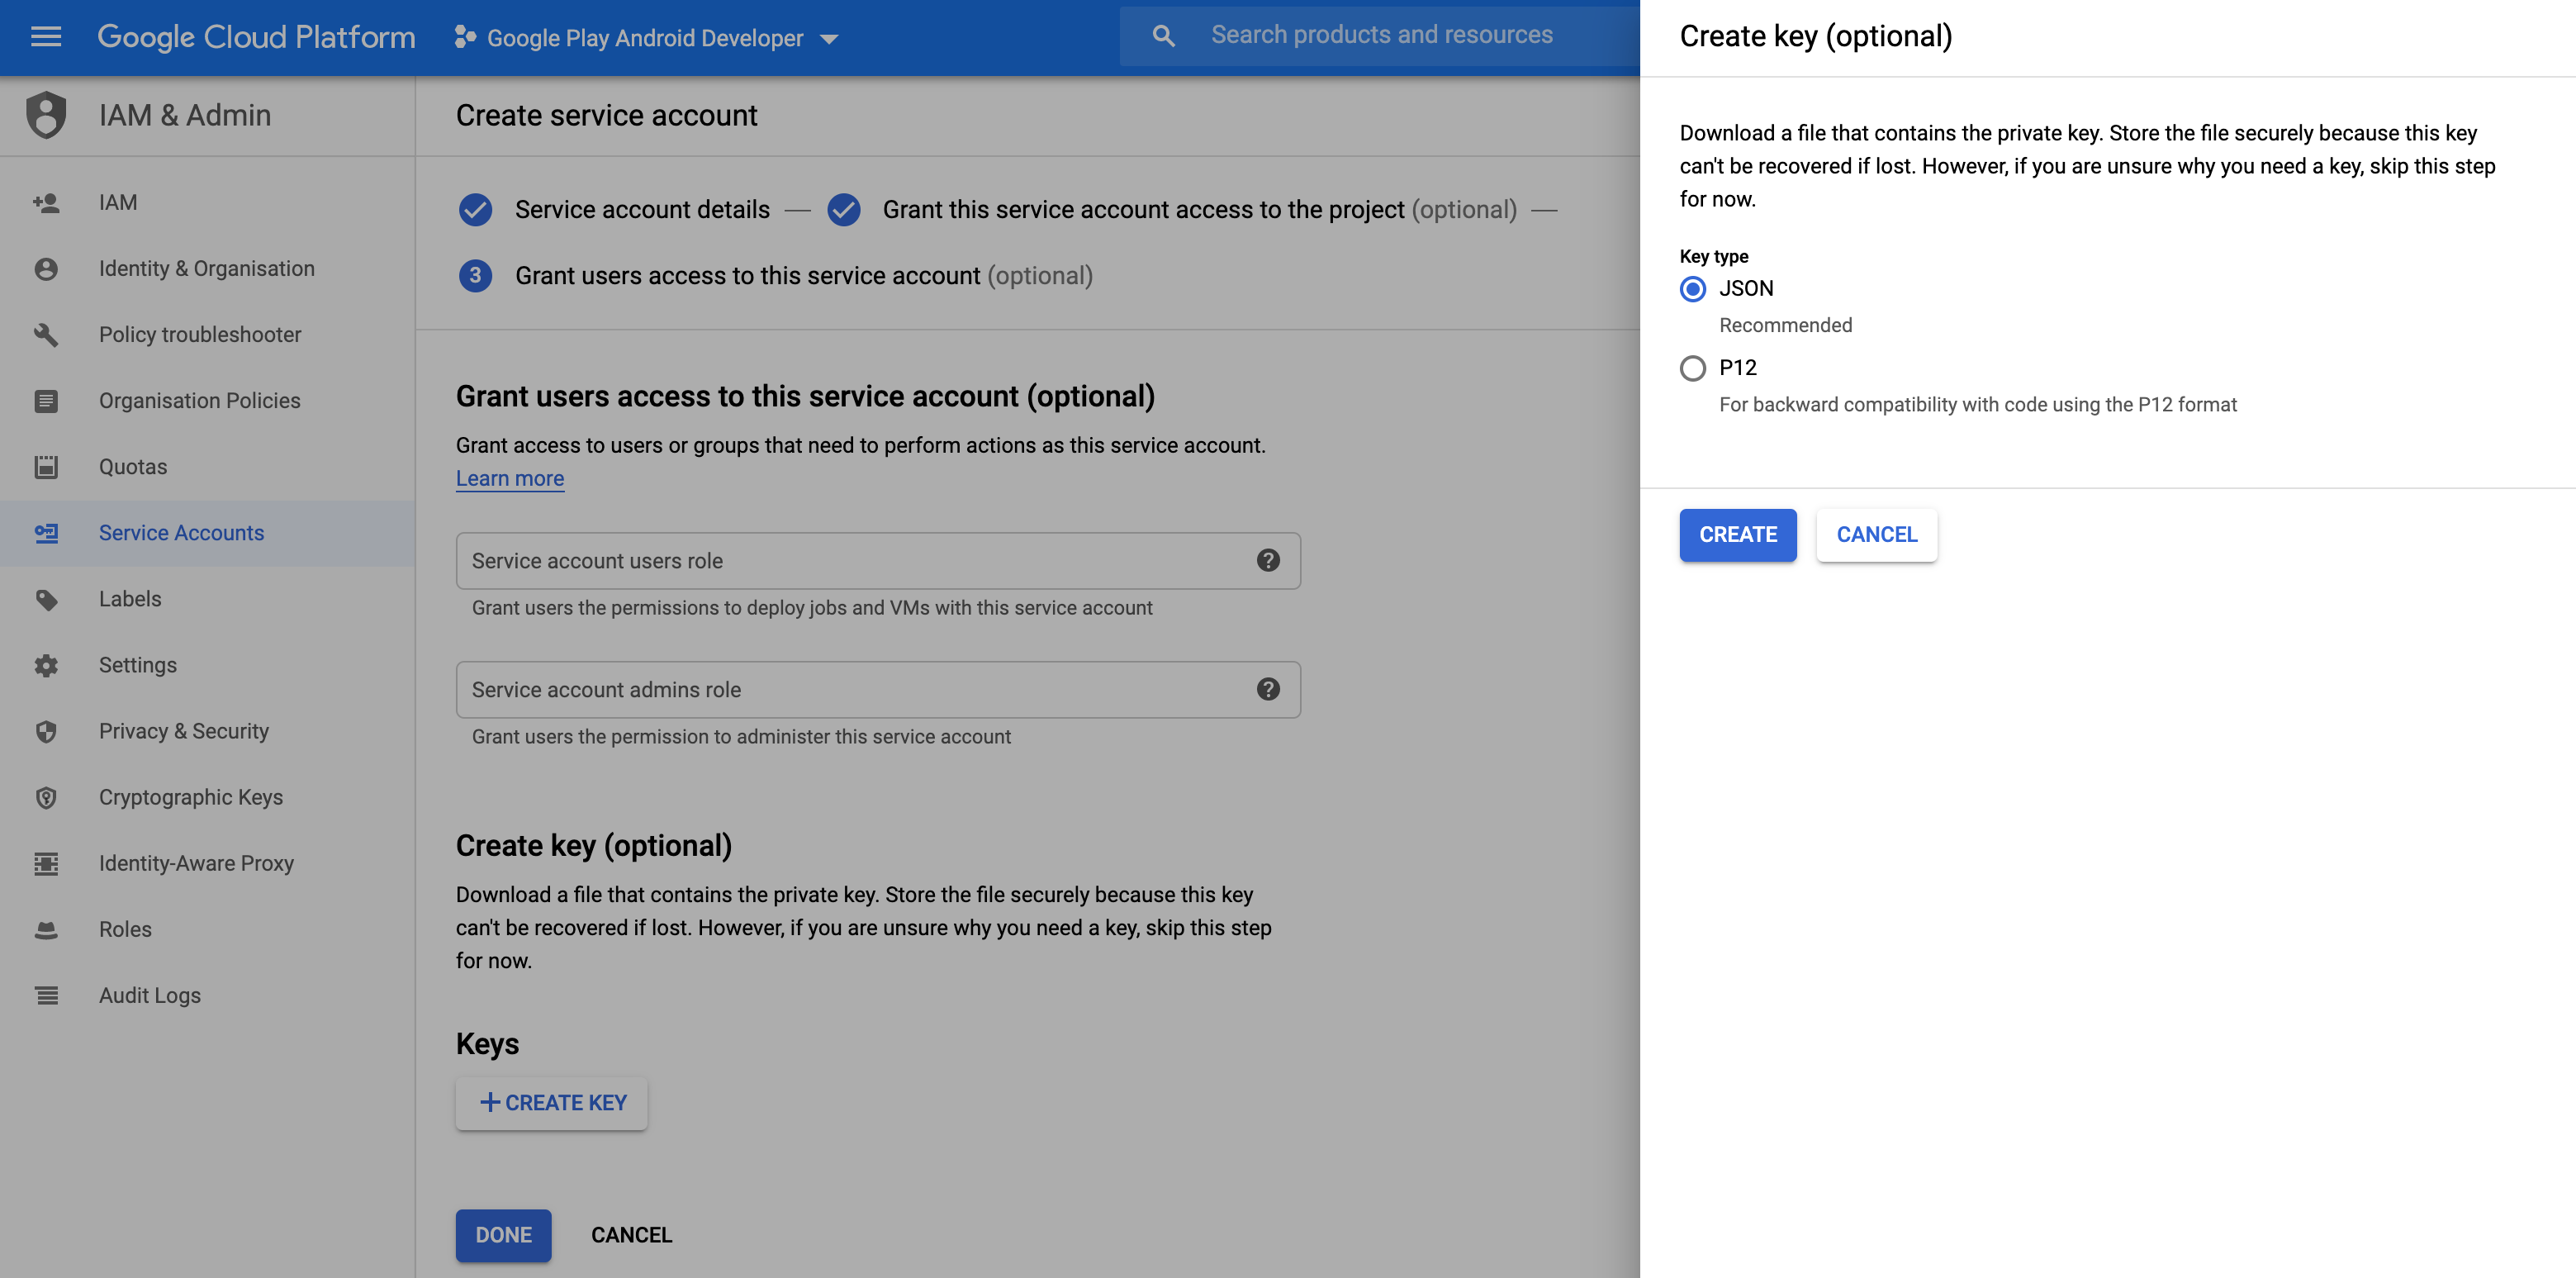 Google Cloud Platform
Google Play Android Developer
Search products and resources
IAM & Admin
IAM
Identity & Organisation
Policy troubleshooter
Organisation Policies
Quotas
Service Accounts
Labels
Settings
Privacy & Security
Cryptographic Keys
Identity-Aware Proxy
Roles
Audit Logs
Create service account
Service account details — Grant this service account access to the project (optional) —
3 Grant users access to this service account (optional)
Grant users access to this service account (optional)
Grant access to users or groups that need to perform actions as this service account.
Learn more
Service account users role ?
Grant users the permissions to deploy jobs and VMs with this service account
Service account admins role ?
Grant users the permission to administer this service account
Create key (optional)
Download a file that contains the private key. Store the file securely because this key
can't be recovered if lost. However, if you are unsure why you need a key, skip this step
for now.
Keys
+ CREATE KEY
DONE CANCEL
Create key (optional)
Download a file that contains the private key. Store the file securely because this key
can't be recovered if lost. However, if you are unsure why you need a key, skip this step
for now.
Key type
JSON
Recommended
P12
For backward compatibility with code using the P12 format
CREATE CANCEL